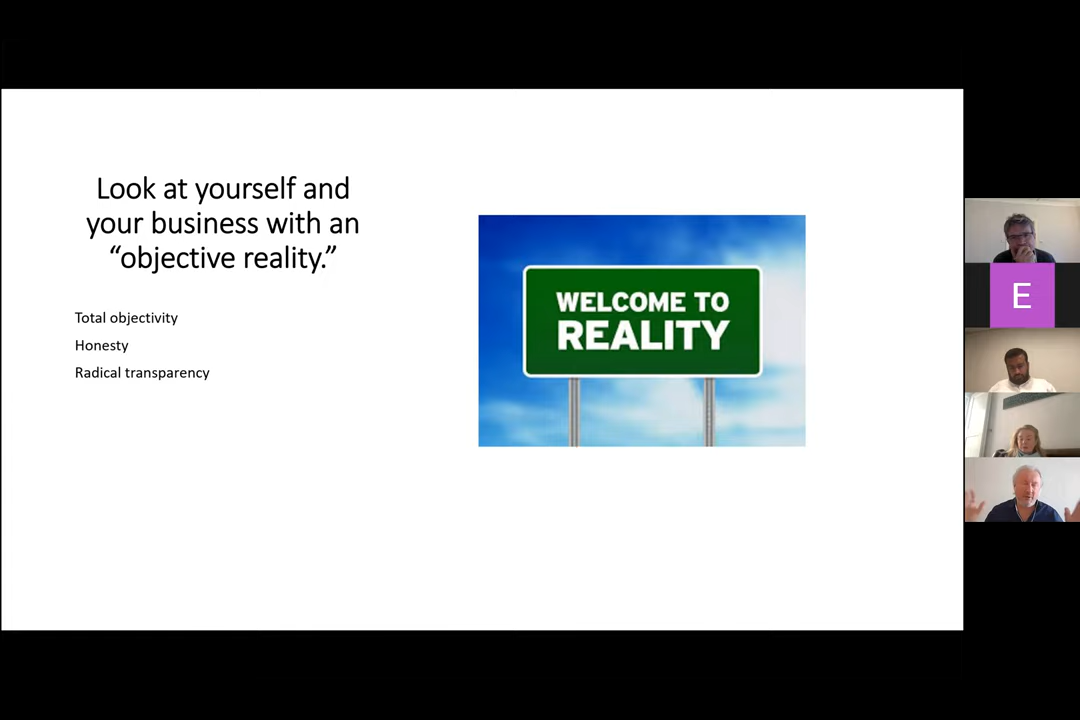 Look at yourself and
your business with an
“objective reality.”
Total objectivity
Honesty
Radical transparency
WELCOME TO
REALITY
E